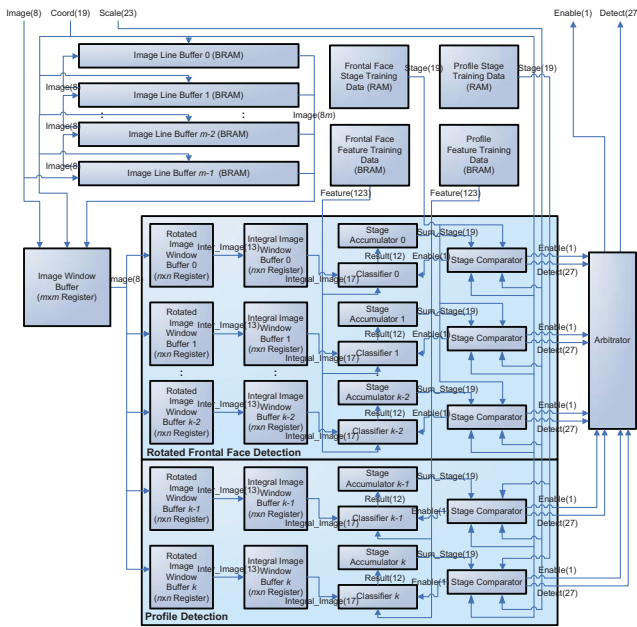 Image(8) Coord(19) Scale(23) Enable(1) Detect(27)
Image Line Buffer 0 (BRAM)
Image(8)
Image Line Buffer 1 (BRAM)
: :
Image(8m)
Image(8)
Image Line Buffer m-2 (BRAM)
Image(8)
Image Line Buffer m-1 (BRAM)
Frontal Face
Stage Training
Data (RAM)
Stage(19)
Profile Stage
Training Data
(RAM)
Stage(19)
Frontal Face
Feature Training
Data
(BRAM)
Profile
Feature Training
Data
(BRAM)
Feature(123)
Feature(123)
Image Window
Buffer
(mxm Register)
Image(8)
Rotated
Image
Window
Buffer 0
(nxn Register)
Inter_Image(13)
Integral Image
Window
Buffer 0
(nxn Register)
Integral_Image(17)
Stage
Accumulator 0
Sum_Stage(19)
Result(12)
Enable(1)
Classifier 0
Stage Comparator
Enable(1)
Detect(27)
Rotated
Image
Window
Buffer 1
(nxn Register)
Inter_Image(13)
Integral Image
Window
Buffer 1
(nxn Register)
Integral_Image(17)
Stage
Accumulator 1
Sum_Stage(19)
Result(12)
Enable(1)
Classifier 1
Stage Comparator
Enable(1)
Detect(27)
: :
Rotated
Image
Window
Buffer k-2
(nxn Register)
Inter_Image(13)
Integral Image
Window
Buffer k-2
(nxn Register)
Integral_Image(17)
Stage
Accumulator k-2
Sum_Stage(19)
Result(12)
Enable(1)
Classifier k-2
Stage Comparator
Enable(1)
Detect(27)
Arbitrator
Rotated Frontal Face Detection
Rotated
Image
Window
Buffer
k-1
(nxn Register)
Inter_Image(13)
Integral Image
Window
Buffer k-1
(nxn Register)
Integral_Image(17)
Stage
Accumulator k-1
Sum_Stage(19)
Result(12)
Enable(1)
Classifier k-1
Stage Comparator
Enable(1)
Detect(27)
Rotated
Image
Window
Buffer k
(nxn Register)
Inter_Image(13)
Integral Image
Window
Buffer k
(nxn Register)
Integral_Image(17)
Stage
Accumulator k
Sum_Stage(19)
Result(12)
Enable(1)
Classifier k
Stage Comparator
Enable(1)
Detect(27)
Profile Detection